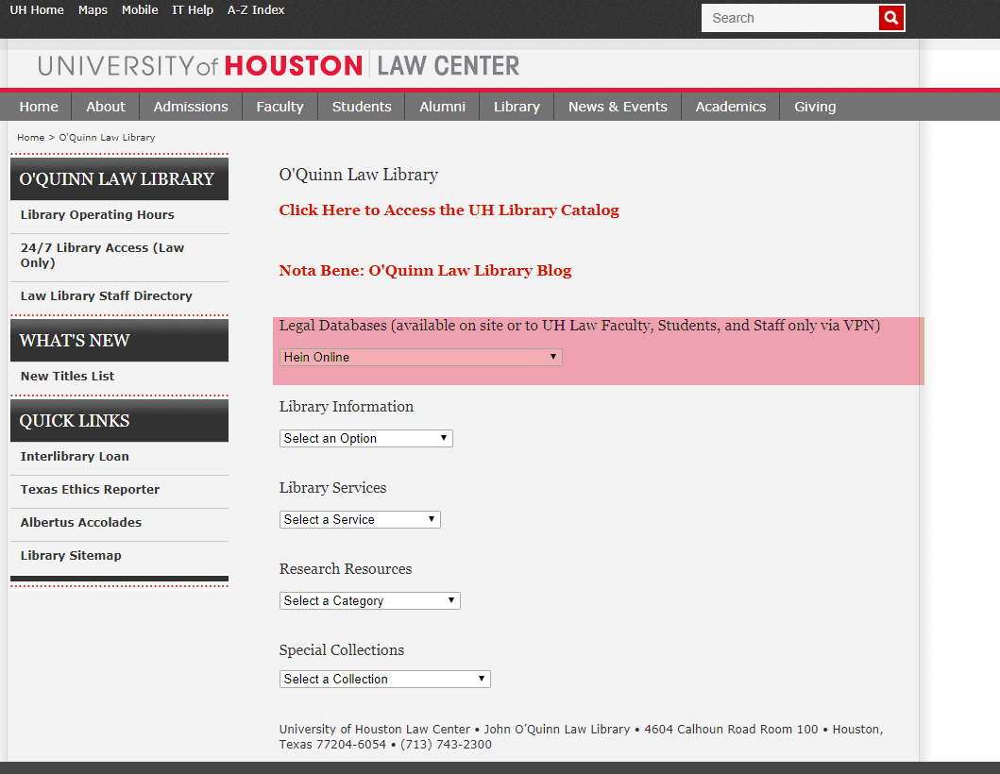 UH Home Maps Mobile IT Help A-Z Index
Search
UNIVERSITY of HOUSTON LAW CENTER
Home About Admissions Faculty Students Alumni Library News & Events Academics Giving
Home > O'Quinn Law Library
O'QUINN LAW LIBRARY
Library Operating Hours
24/7 Library Access (Law
Only)
Law Library Staff Directory
WHAT'S NEW
New Titles List
QUICK LINKS
Interlibrary Loan
Texas Ethics Reporter
Albertus Accolades
Library Sitemap
O'Quinn Law Library
Click Here to Access the UH Library Catalog
Nota Bene: O'Quinn Law Library Blog
Legal Databases (available on site or to UH Law Faculty, Students, and Staff only via VPN)
Hein Online
Library Information
Select an Option
Library Services
Select a Service
Research Resources
Select a Category
Special Collections
Select a Collection
University of Houston Law Center • John O’Quinn Law Library • 4604 Calhoun Road Room 100 • Houston,
Texas 77204-6054 • (713) 743-2300